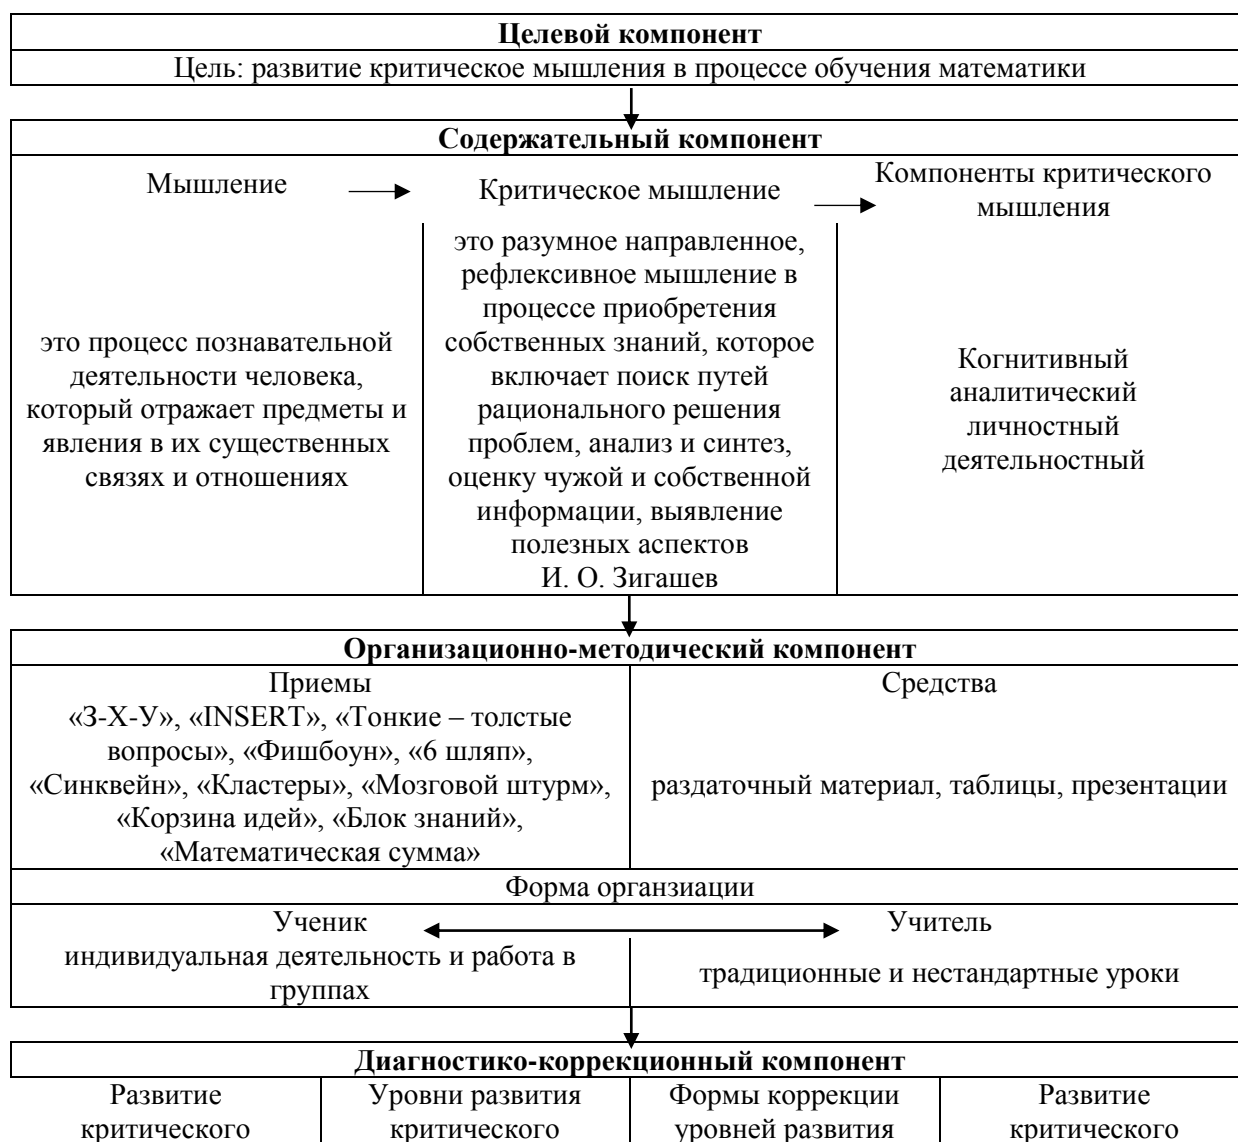 Целевой компонент
Цель: развитие критическое мышления в процессе обучения математики
Содержательный компонент
Мышление
Критическое мышление
Компоненты критического
мышления
это процесс познавательной
деятельности человека,
который отражает предметы и
явления в их существенных
связях и отношениях
это разумное направленное,
рефлексивное мышление в
процессе приобретения
собственных знаний, которое
включает поиск путей
рационального решения
проблем, анализ и синтез,
оценку чужой и собственной
информации, выявление
полезных аспектов
И. О. Зигашев
Когнитивный
аналитический
личностный
деятельностный
Организационно-методический компонент
Приемы
«З-Х-У», «INSERT», «Тонкие – толстые
вопросы», «Фишбоун», «6 шляп»,
«Синквейн», «Кластеры», «Мозговой штурм»,
«Корзина идей», «Блок знаний»,
«Математическая сумма»
Средства
раздаточный материал, таблицы, презентации
Форма органзиации
Ученик
индивидуальная деятельность и работа в
группах
Учитель
традиционные и нестандартные уроки
Диагностико-коррекционный компонент
Развитие
критического
Уровни развития
критического
Формы коррекции
уровней развития
Развитие
критического